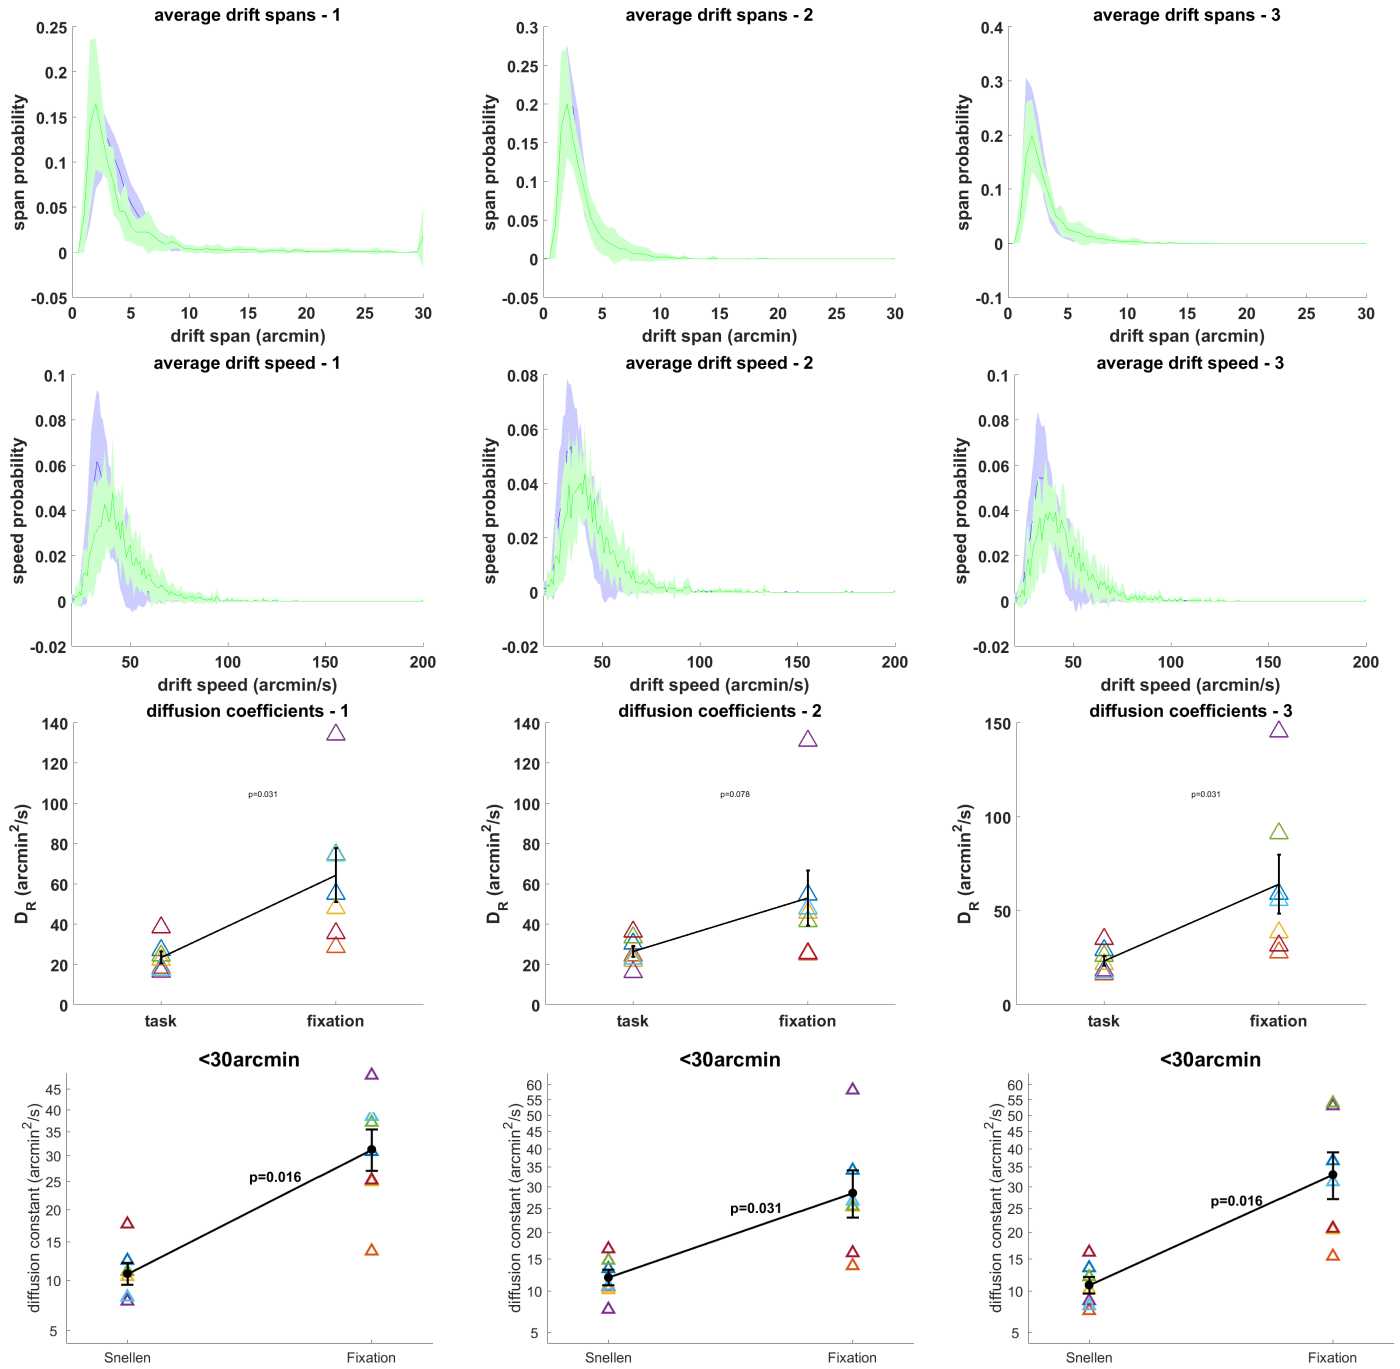 average drift spans - 1
0.25
0.2
0.15
0.1
0.05
0
-0.05
span probability
0 5 10 15 20 25 30
drift span (arcmin)
average drift spans - 2
0.3
0.25
0.2
0.15
0.1
0.05
0
-0.05
span probability
0 5 10 15 20 25 30
drift span (arcmin)
average drift spans - 3
0.4
0.3
0.2
0.1
0
-0.1
span probability
0 5 10 15 20 25 30
drift span (arcmin)
average drift speed - 1
0.1
0.08
0.06
0.04
0.02
0
-0.02
speed probability
50 100 150 200
drift speed (arcmin/s)
average drift speed - 2
0.08
0.06
0.04
0.02
0
-0.02
speed probability
50 100 150 200
drift speed (arcmin/s)
average drift speed - 3
0.1
0.08
0.06
0.04
0.02
0
-0.02
speed probability
50 100 150 200
drift speed (arcmin/s)
diffusion coefficients - 1
140
120
100
80
60
40
20
0
D_R (arcmin²/s)
p=0.031
task fixation
diffusion coefficients - 2
140
120
100
80
60
40
20
0
D_R (arcmin²/s)
p=0.078
task fixation
diffusion coefficients - 3
150
100
50
0
D_R (arcmin²/s)
p=0.031
task fixation
<30arcmin
45
40
35
30
25
20
15
10
5
diffusion constant (arcmin²/s)
p=0.016
Snellen Fixation
<30arcmin
60
55
50
45
40
35
30
25
20
15
10
5
diffusion constant (arcmin²/s)
p=0.031
Snellen Fixation
<30arcmin
60
55
50
45
40
35
30
25
20
15
10
5
diffusion constant (arcmin²/s)
p=0.016
Snellen Fixation